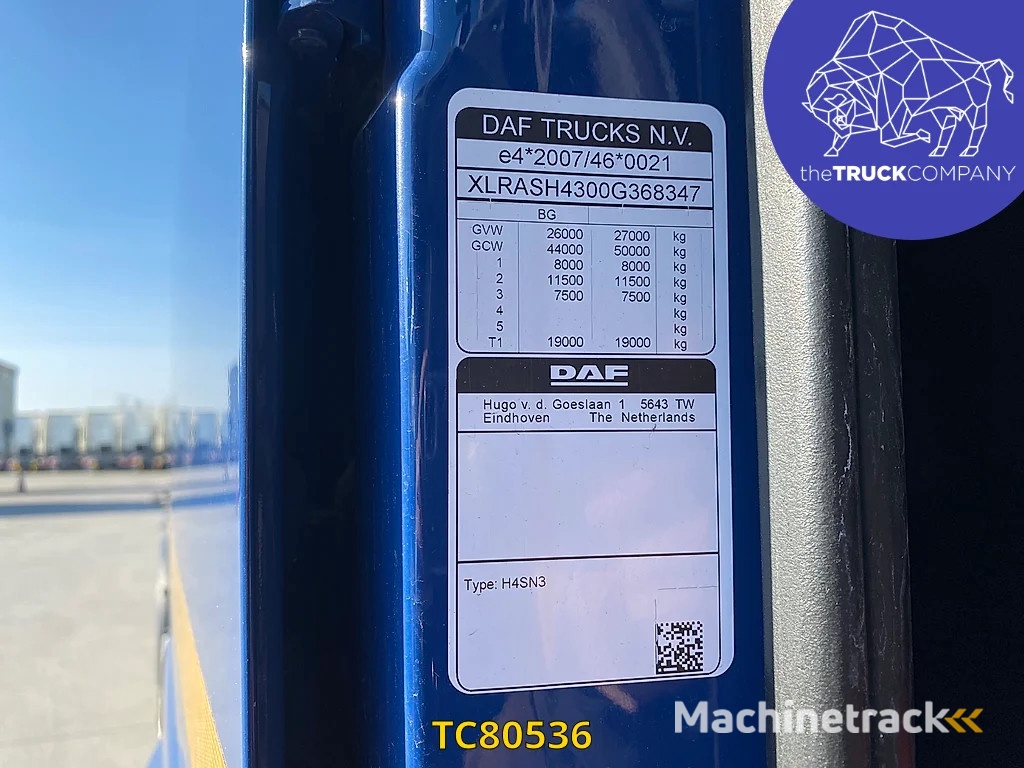 theTRUCKCOMPANY
DAF TRUCKS N.V.
e4*2007/46*0021
XLRASH4300G368347
BG
GVW 26000 27000 kg
GCW 44000 50000 kg
1 8000 8000 kg
2 11500 11500 kg
3 7500 7500 kg
4 kg
5 kg
T1 19000 19000 kg
DAF
Hugo v. d. Goeslaan 1 5643 TW
Eindhoven The Netherlands
Type: H4SN3
TC80536
Machinetrack